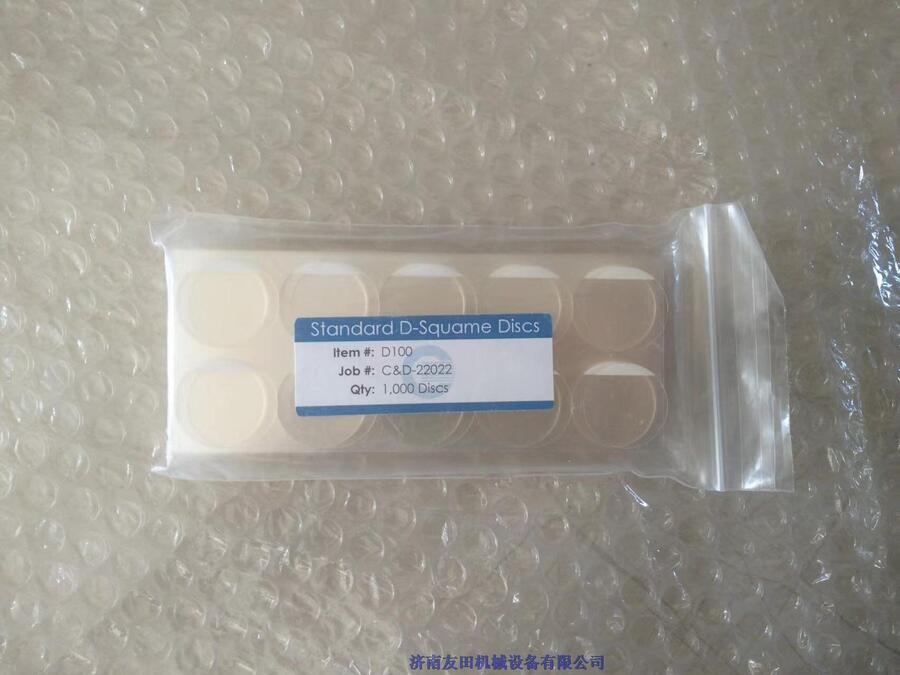 Standard D-Squame Discs
Item #: D100
Job #: C&D-22022
Qty: 1,000 Discs
济南友田机械设备有限公司